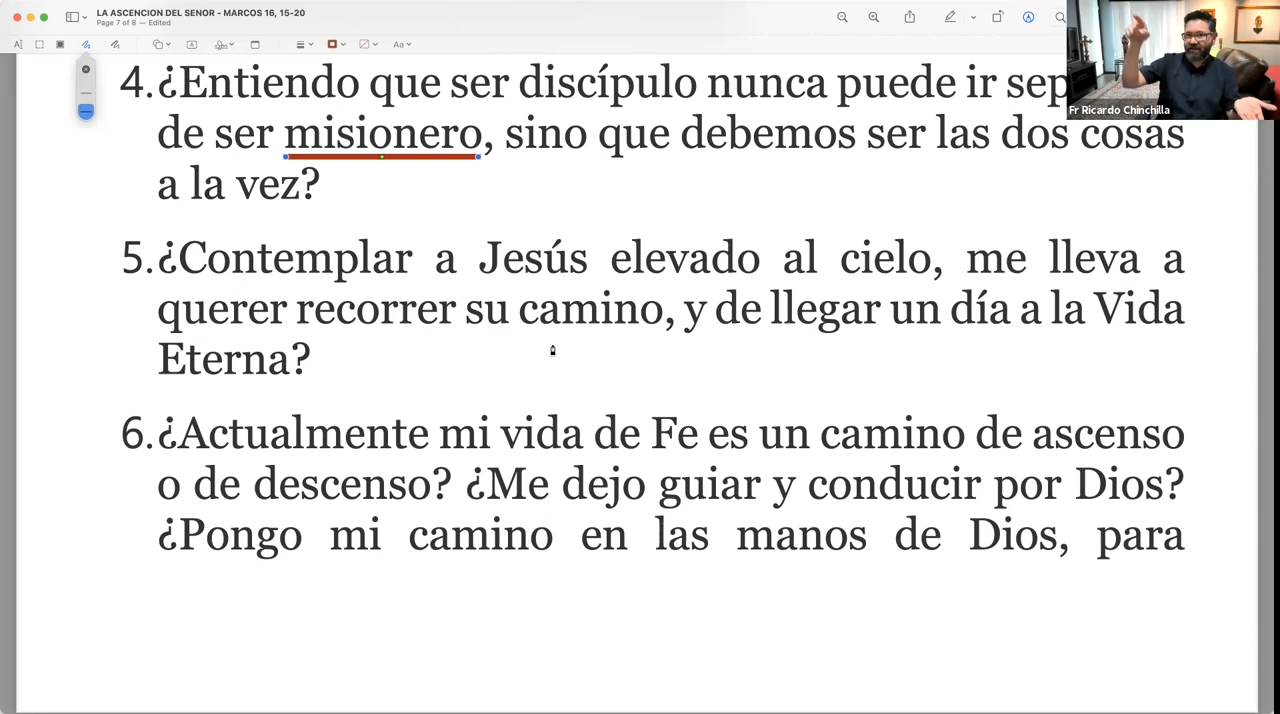 LA ASCENCION DEL SENOR - MARCOS 16, 15-20
Page 7 of 8 — Edited
Aa
Fr Ricardo Chinchilla
4. ¿Entiendo que ser discípulo nunca puede ir
de ser misionero, sino que debemos ser las dos cosas
a la vez?
5. ¿Contemplar a Jesús elevado al cielo, me lleva a
querer recorrer su camino, y de llegar un día a la Vida
Eterna?
6. ¿Actualmente mi vida de Fe es un camino de ascenso
o de descenso? ¿Me dejo guiar y conducir por Dios?
¿Pongo mi camino en las manos de Dios, para